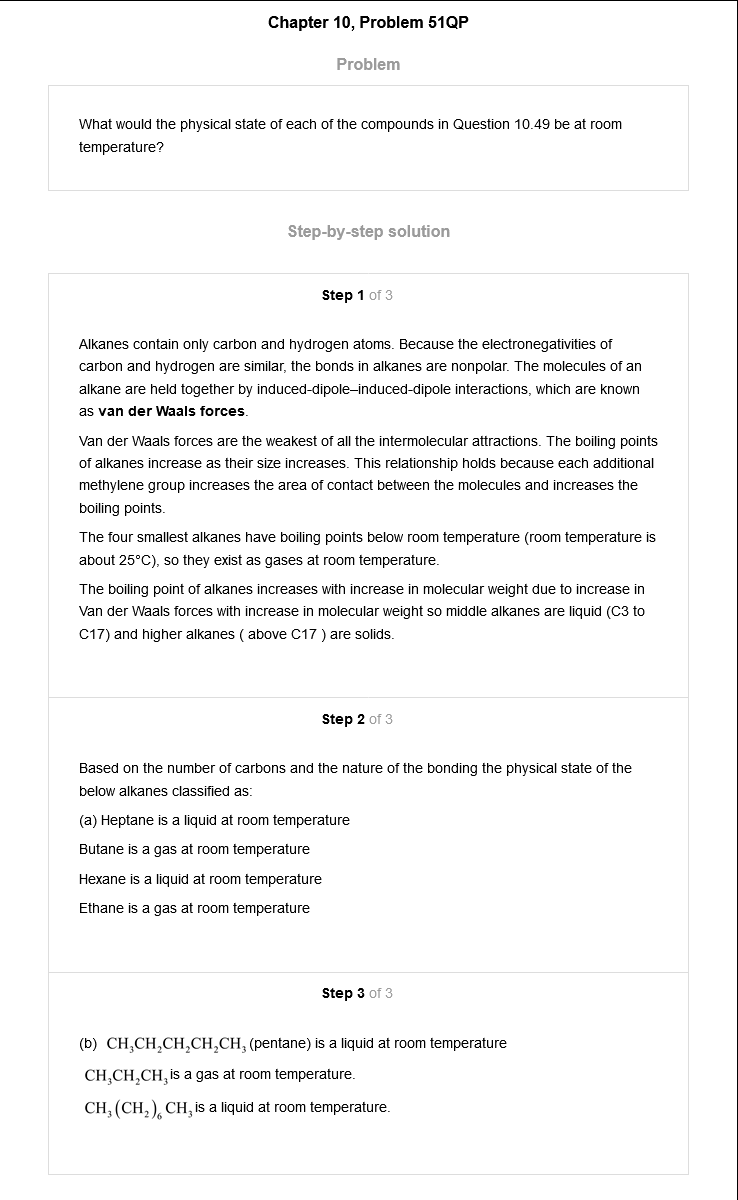 Chapter 10, Problem 51QP
Problem
What would the physical state of each of the compounds in Question 10.49 be at room
temperature?
Step-by-step solution
Step 1 of 3
Alkanes contain only carbon and hydrogen atoms. Because the electronegativities of
carbon and hydrogen are similar, the bonds in alkanes are nonpolar. The molecules of an
alkane are held together by induced-dipole–induced-dipole interactions, which are known
as van der Waals forces.
Van der Waals forces are the weakest of all the intermolecular attractions. The boiling points
of alkanes increase as their size increases. This relationship holds because each additional
methylene group increases the area of contact between the molecules and increases the
boiling points.
The four smallest alkanes have boiling points below room temperature (room temperature is
about 25°C), so they exist as gases at room temperature.
The boiling point of alkanes increases with increase in molecular weight due to increase in
Van der Waals forces with increase in molecular weight so middle alkanes are liquid (C3 to
C17) and higher alkanes ( above C17 ) are solids.
Step 2 of 3
Based on the number of carbons and the nature of the bonding the physical state of the
below alkanes classified as:
(a) Heptane is a liquid at room temperature
Butane is a gas at room temperature
Hexane is a liquid at room temperature
Ethane is a gas at room temperature
Step 3 of 3
(b) CH₃CH₂CH₂CH₂CH₃ (pentane) is a liquid at room temperature
CH₃CH₂CH₃ is a gas at room temperature.
CH₃(CH₂)₆CH₃ is a liquid at room temperature.